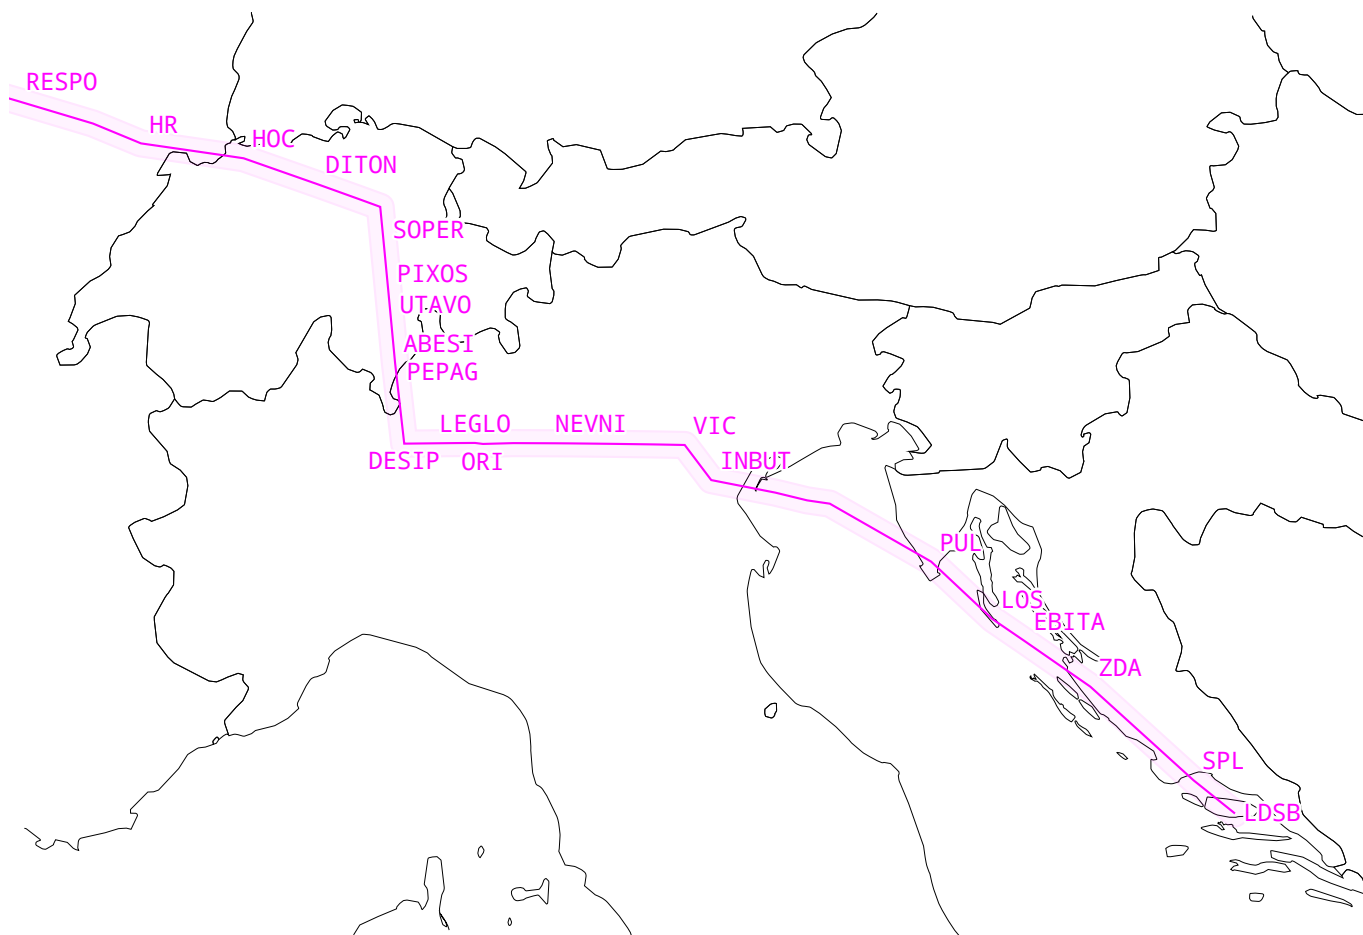 RESPO
HR
HOC
DITON
SOPER
PIXOS
UTAVO
ABESI
PEPAG
LEGLO
NEVNI
VIC
DESIP
ORI
INBUT
PUL
LOS
EBITA
ZDA
SPL
LDSB